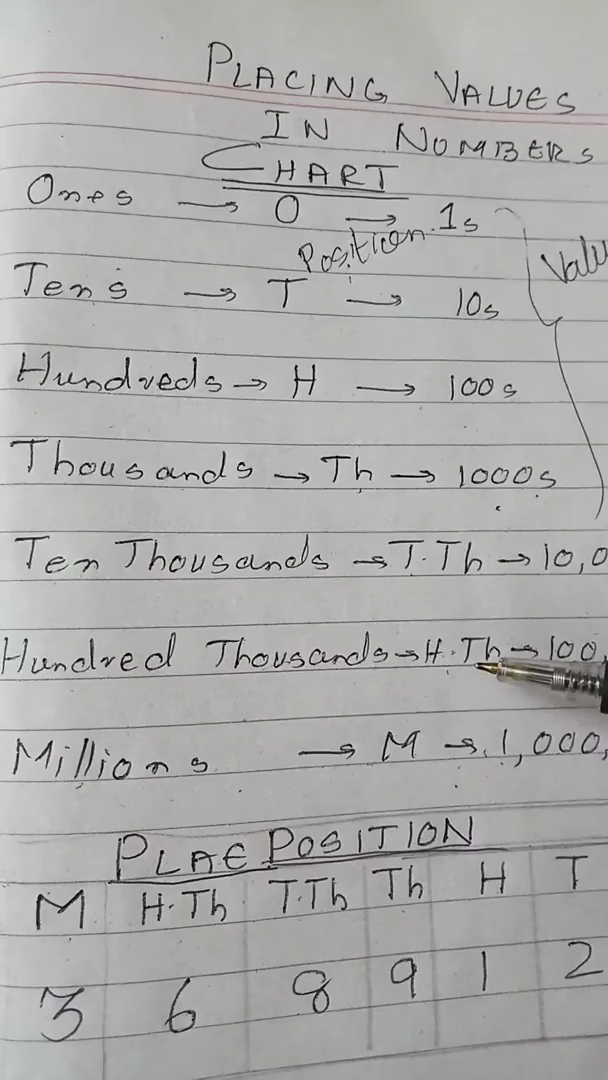 PLACING VALUES
IN NUMBERS
CHART
Ones → O → 1s
Position
Valu
Tens → T → 10s
Hundreds → H → 100s
Thousands → Th → 1000s
Ten Thousands → T.Th → 10,0
Hundred Thousands → H.Th → 100,
Millions → M → 1,000,
PLAE POSITION
M H.Th T.Th Th H T
3 6 8 9 1 2